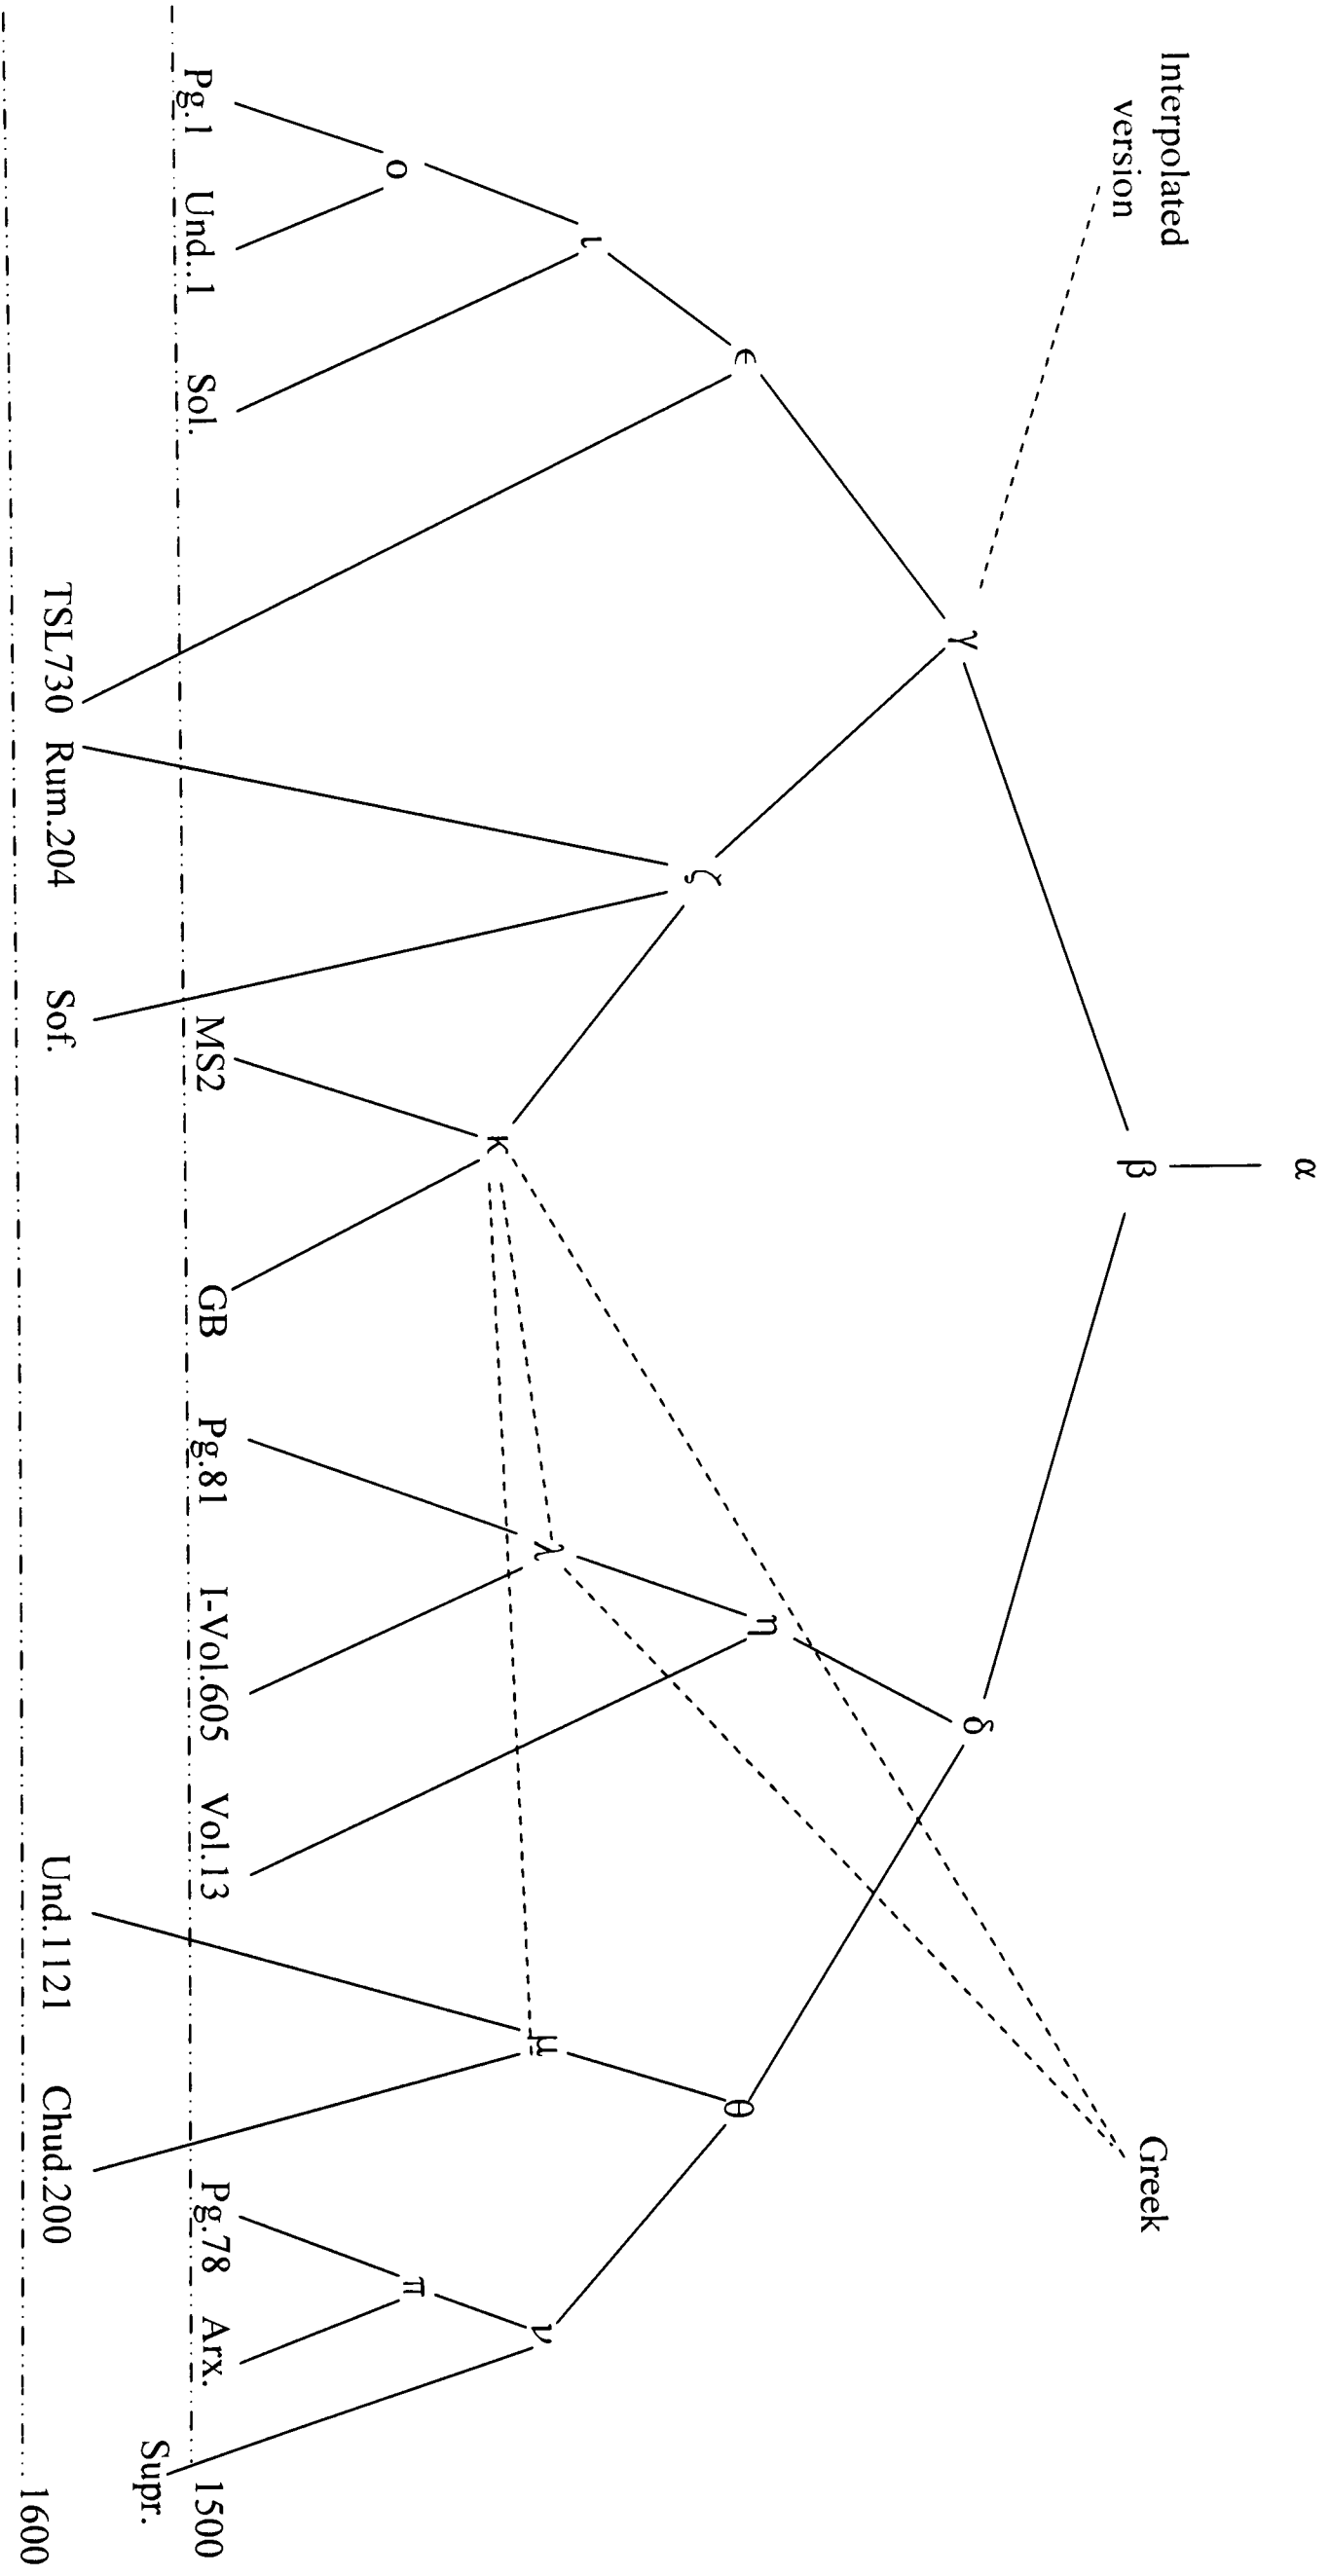 α
Interpolated
version
β
Greek
γ
δ
ϵ
ζ
η
θ
ι
κ
λ
μ
ν
ο
π
Pg.1 Und..1 Sol. MS2 GB Pg.81 I-Vol.605 Vol.13 Pg.78 Arx. 1500
Supr.
TSL730 Rum.204 Sof. Und.1121 Chud.200
1600